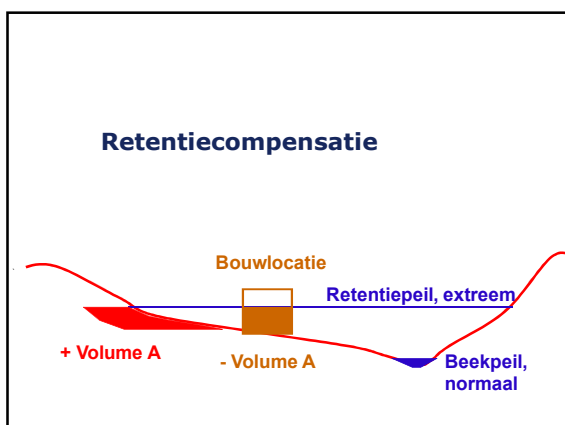 Retentiecompensatie
Bouwlocatie
Retentiepeil, extreem
+ Volume A
- Volume A
Beekpeil,
normaal